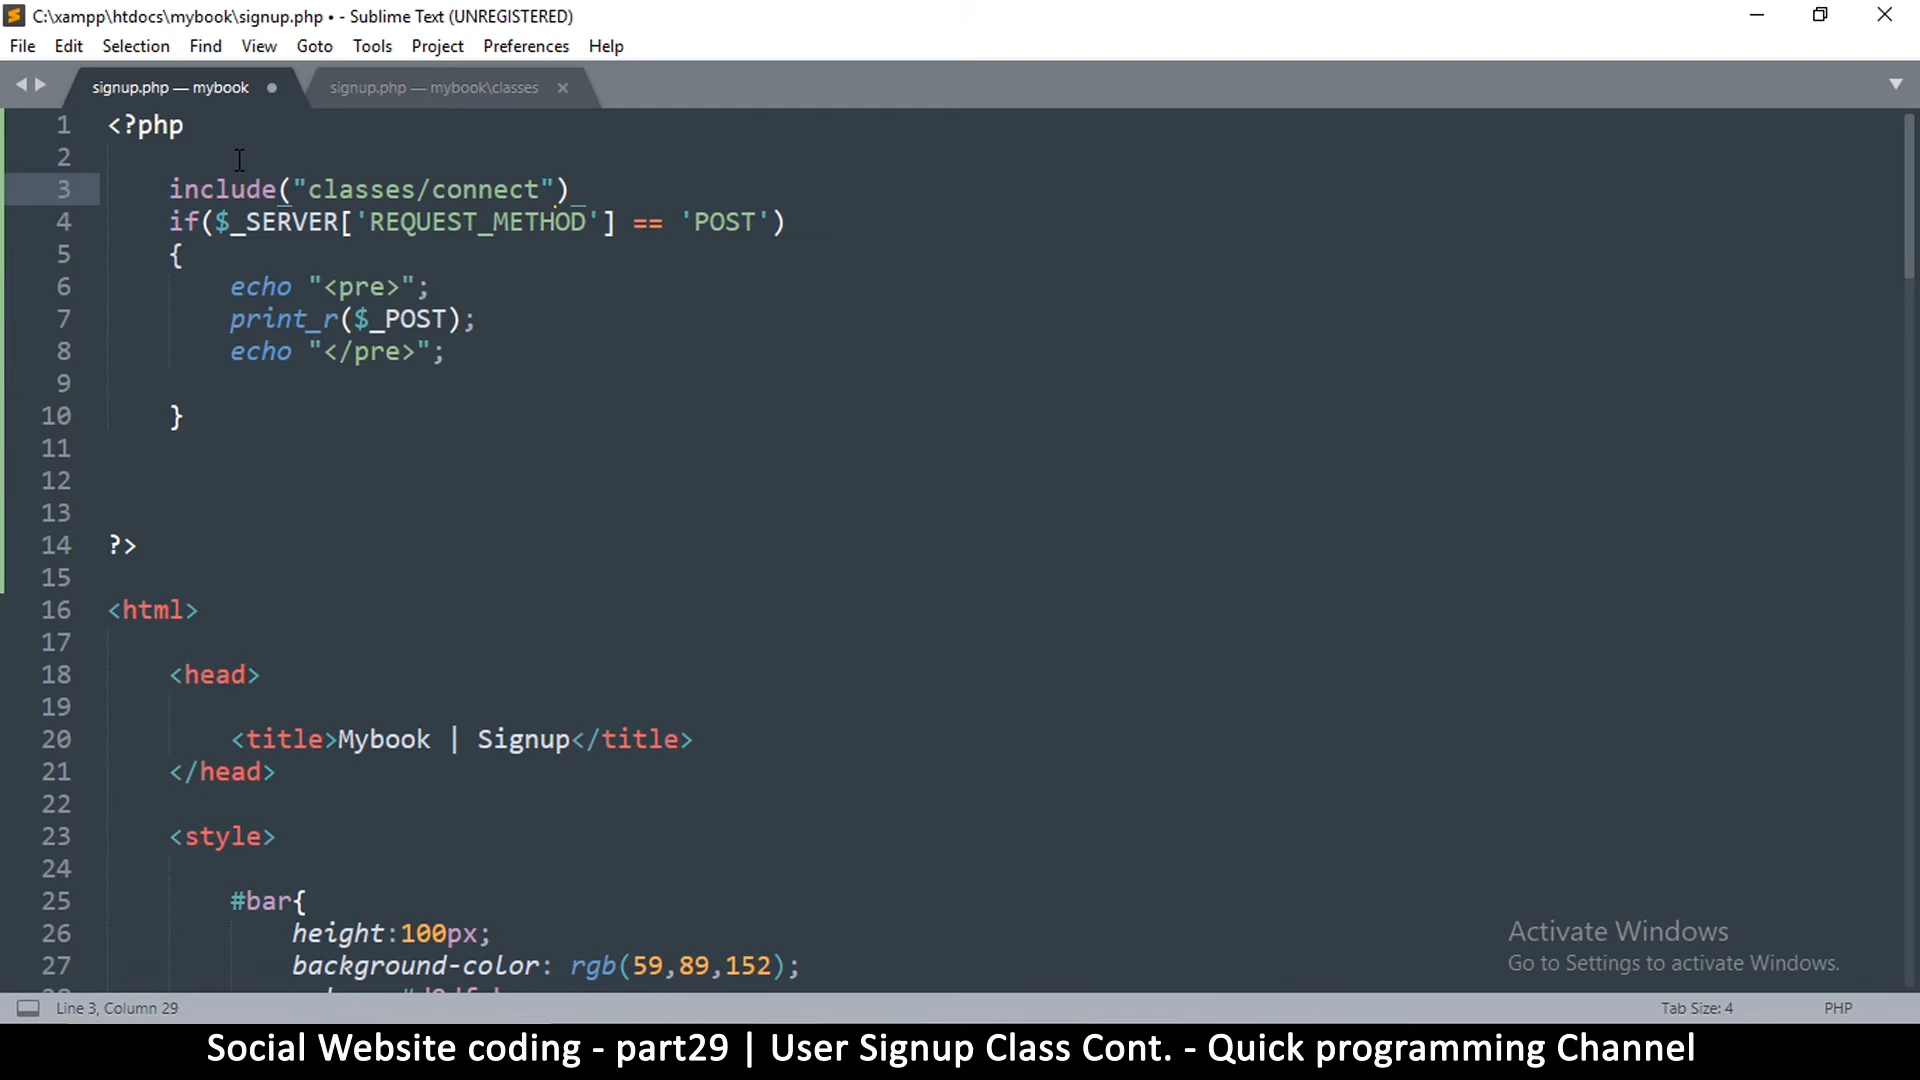 C:\xampp\htdocs\mybook\signup.php • - Sublime Text (UNREGISTERED)
File Edit Selection Find View Goto Tools Project Preferences Help
signup.php — mybook signup.php — mybook\classes
1 <?php
2
3 include("classes/connect")
4 if($_SERVER['REQUEST_METHOD'] == 'POST')
5 {
6 echo "<pre>";
7 print_r($_POST);
8 echo "</pre>";
9
10 }
11
12
13
14 ?>
15
16 <html>
17
18 <head>
19
20 <title>Mybook | Signup</title>
21 </head>
22
23 <style>
24
25 #bar{
26 height:100px;
27 background-color: rgb(59,89,152);
Activate Windows
Go to Settings to activate Windows.
Line 3, Column 29 Tab Size: 4 PHP
Social Website coding - part29 | User Signup Class Cont. - Quick programming Channel